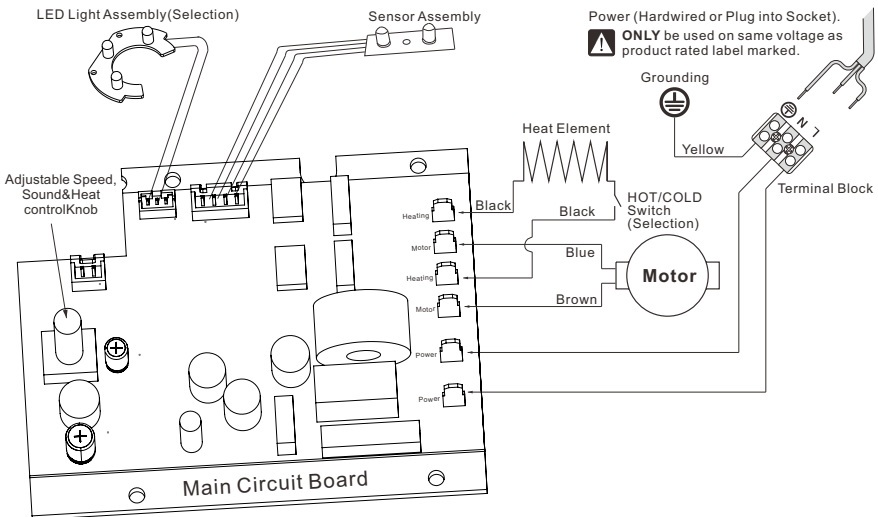 LED Light Assembly(Selection)
Sensor Assembly
Power (Hardwired or Plug into Socket).
ONLY be used on same voltage as
product rated label marked.
Grounding
N
L
Yellow
Terminal Block
Heat Element
Adjustable Speed,
Sound&Heat
controlKnob
HOT/COLD
Switch
(Selection)
Black
Black
Heating
Motor
Blue
Heating
Motor
Motor
Brown
Power
Power
Main Circuit Board